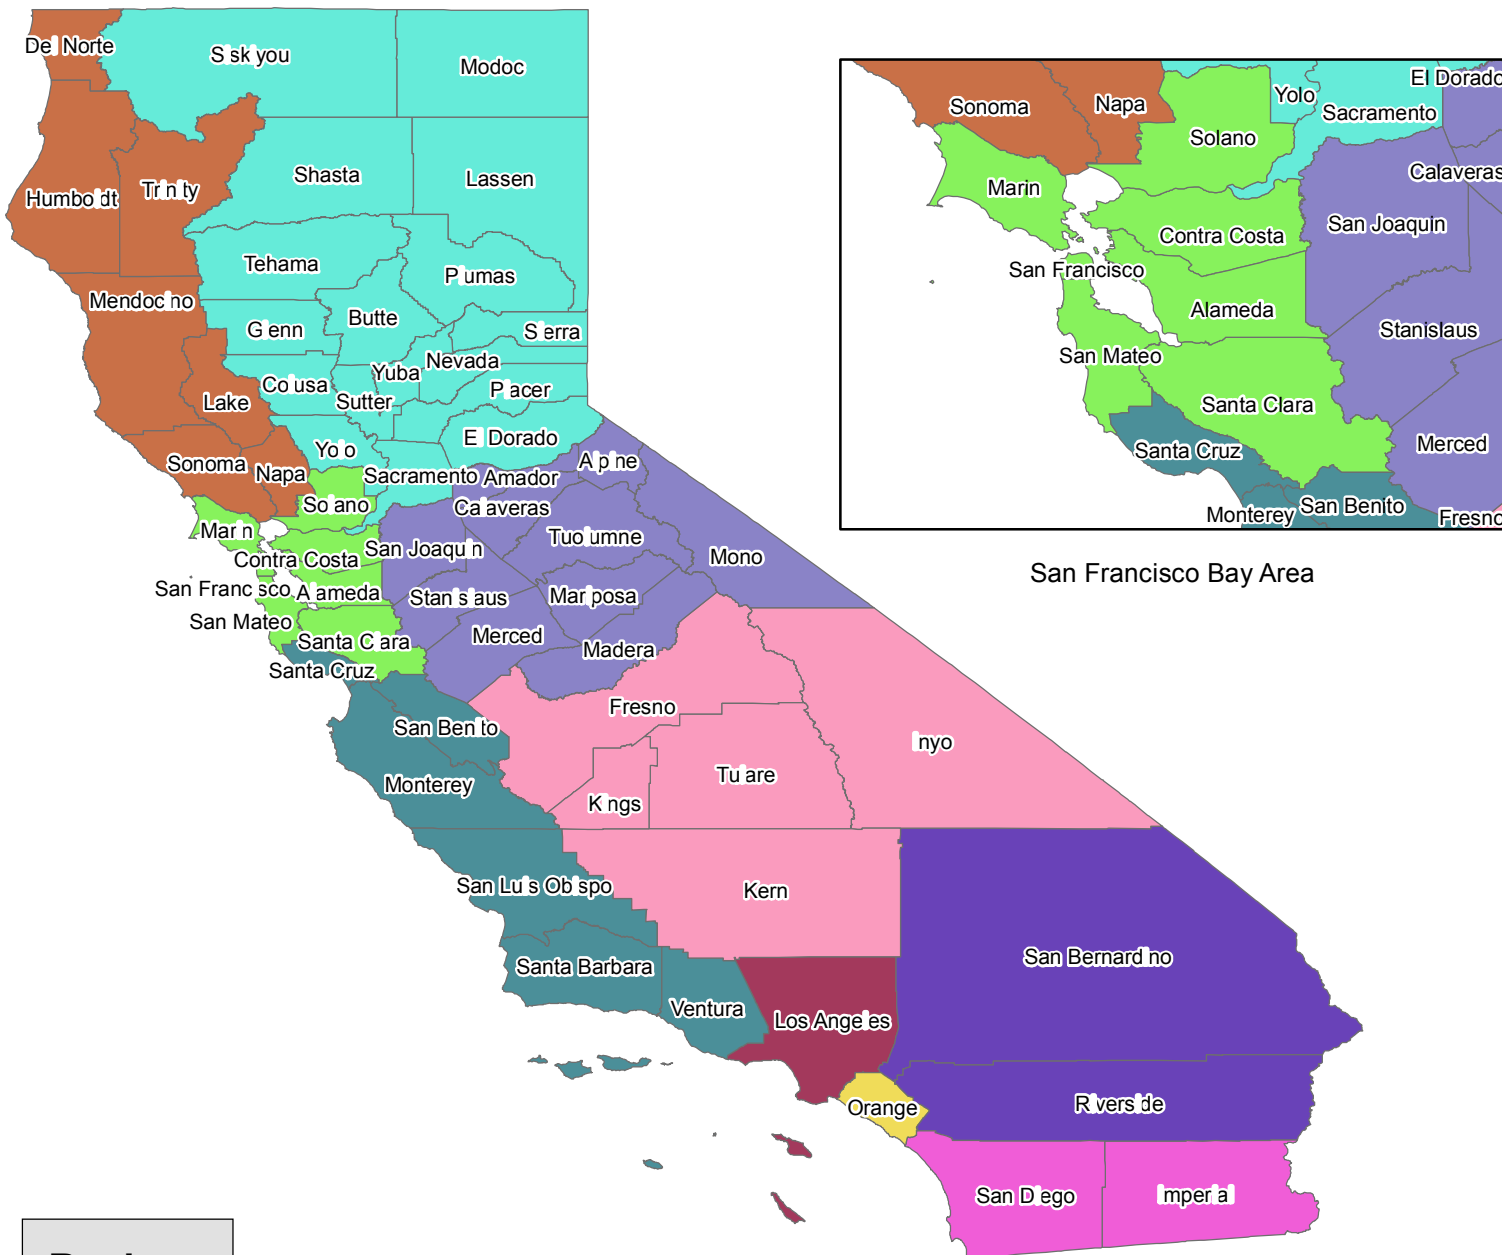 Del Norte
Siskiyou
Modoc
Humboldt
Trinity
Shasta
Lassen
Tehama
Plumas
Mendocino
Glenn
Butte
Sierra
Nevada
Yuba
Colusa
Sutter
Placer
Lake
El Dorado
Yolo
Sonoma
Napa
Sacramento
Amador
Alpine
Solano
Calaveras
Marin
Tuolumne
San Joaquin
Mono
Contra Costa
San Francisco
Alameda
Stanislaus
Mariposa
San Mateo
Santa Clara
Merced
Madera
Santa Cruz
Fresno
San Benito
Inyo
Monterey
Tulare
Kings
San Luis Obispo
Kern
Santa Barbara
San Bernardino
Ventura
Los Angeles
Orange
Riverside
San Diego
Imperial
El Dorado
Sonoma
Napa
Yolo
Sacramento
Solano
Calaveras
Marin
San Joaquin
Contra Costa
San Francisco
Alameda
Stanislaus
San Mateo
Santa Clara
Merced
Santa Cruz
San Benito
Monterey
Fresno
San Francisco Bay Area